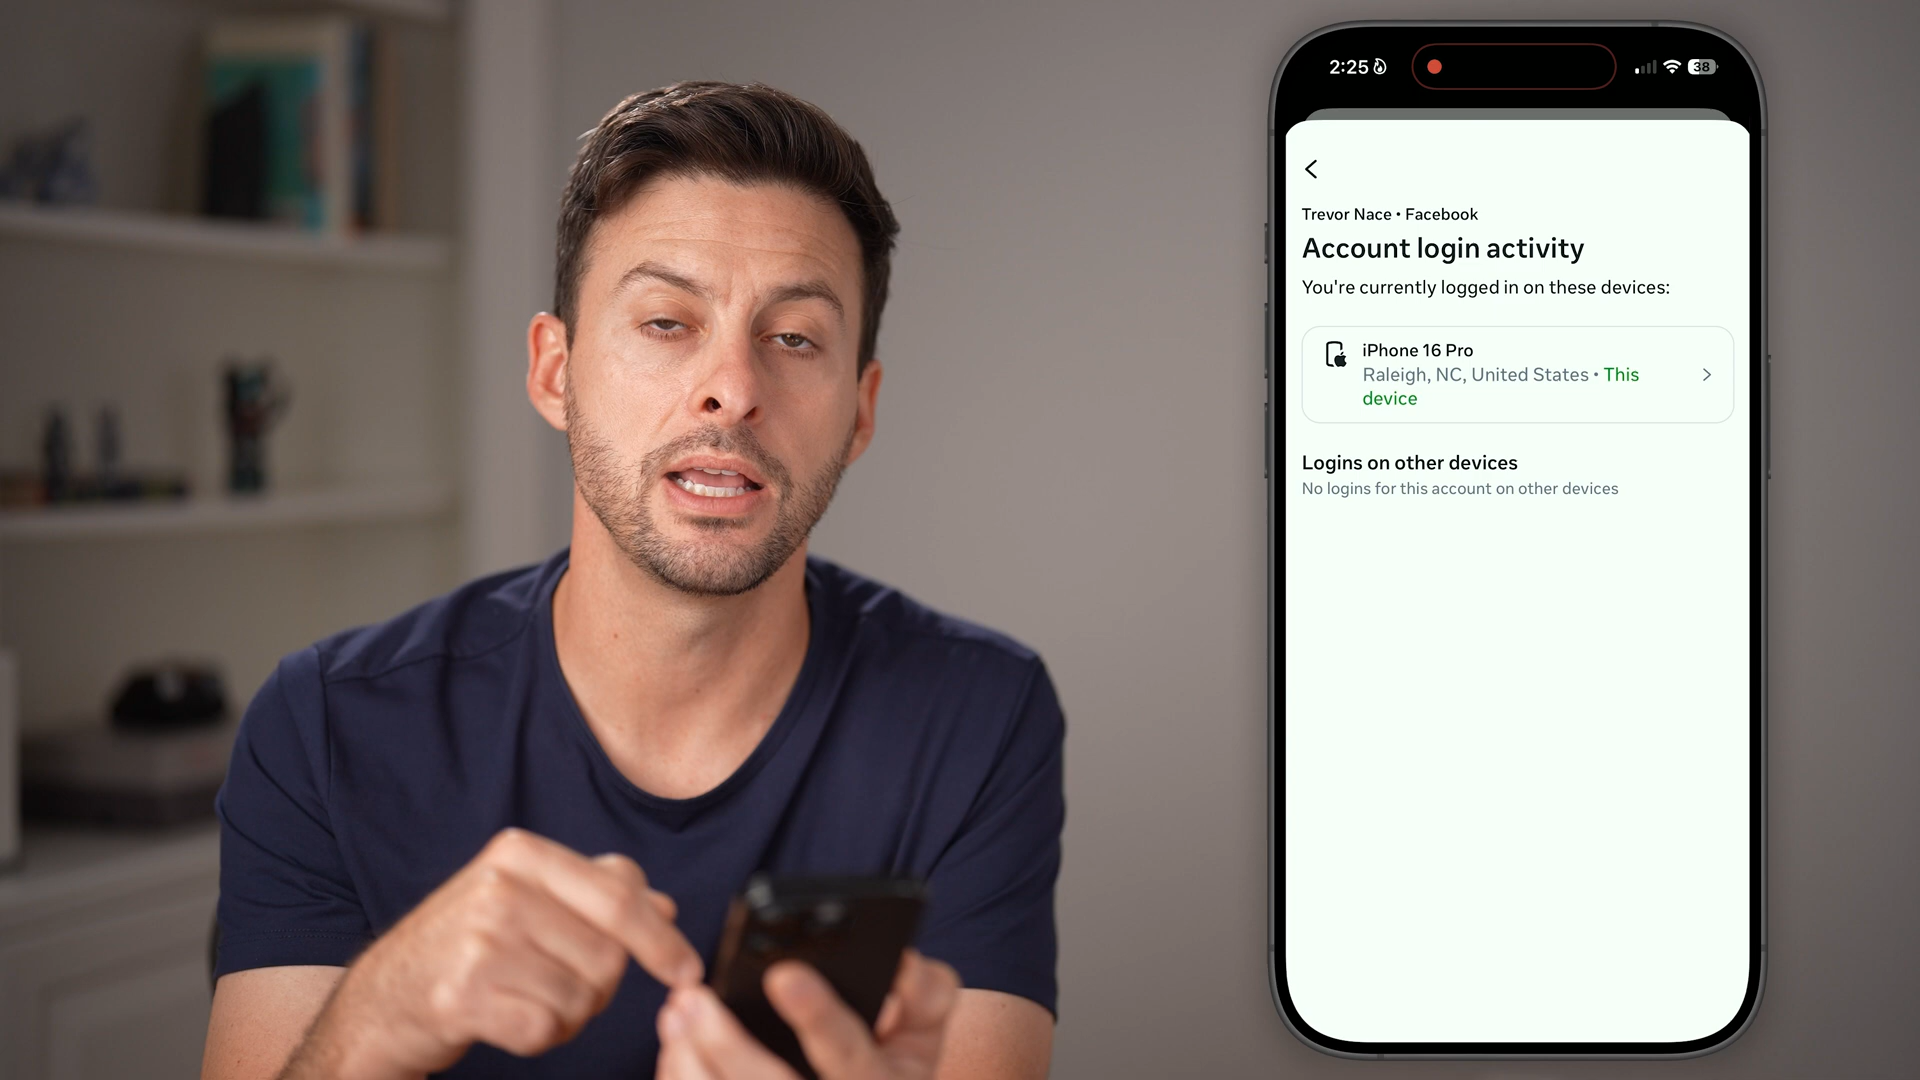 2:25
38
Trevor Nace • Facebook
Account login activity
You're currently logged in on these devices:
iPhone 16 Pro
Raleigh, NC, United States • This
device
Logins on other devices
No logins for this account on other devices